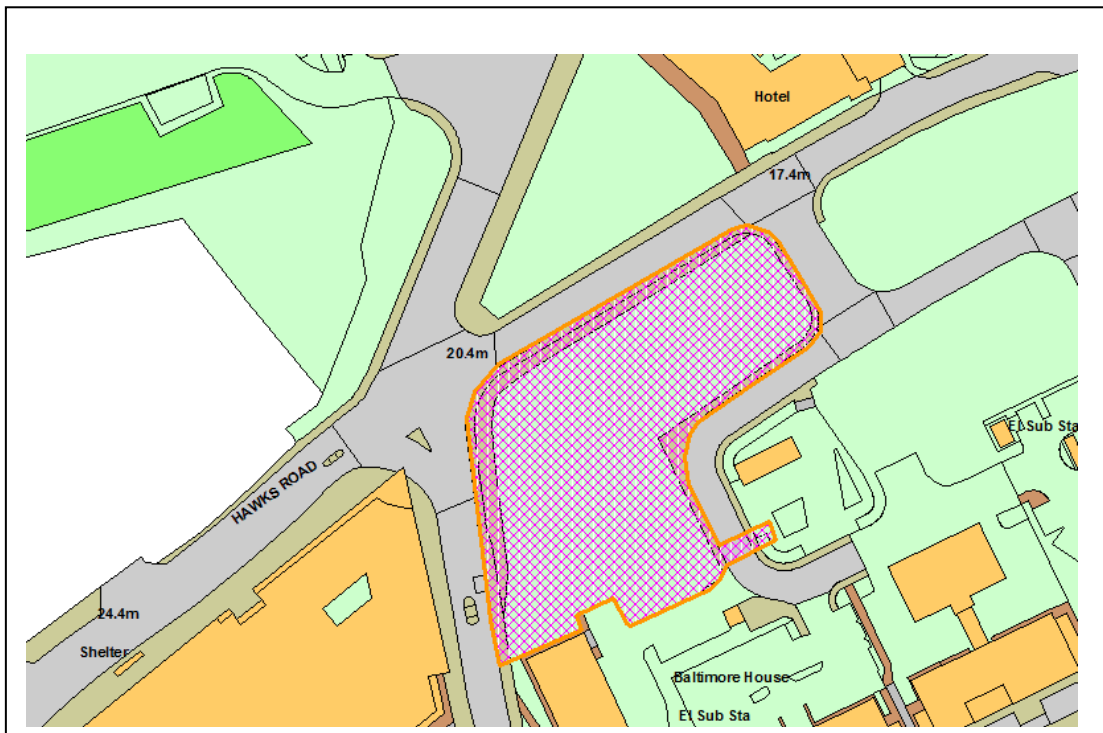 Hotel
17.4m
20.4m
El Sub Sta
HAWKS ROAD
24.4m
Shelter
Baltimore House
El Sub Sta